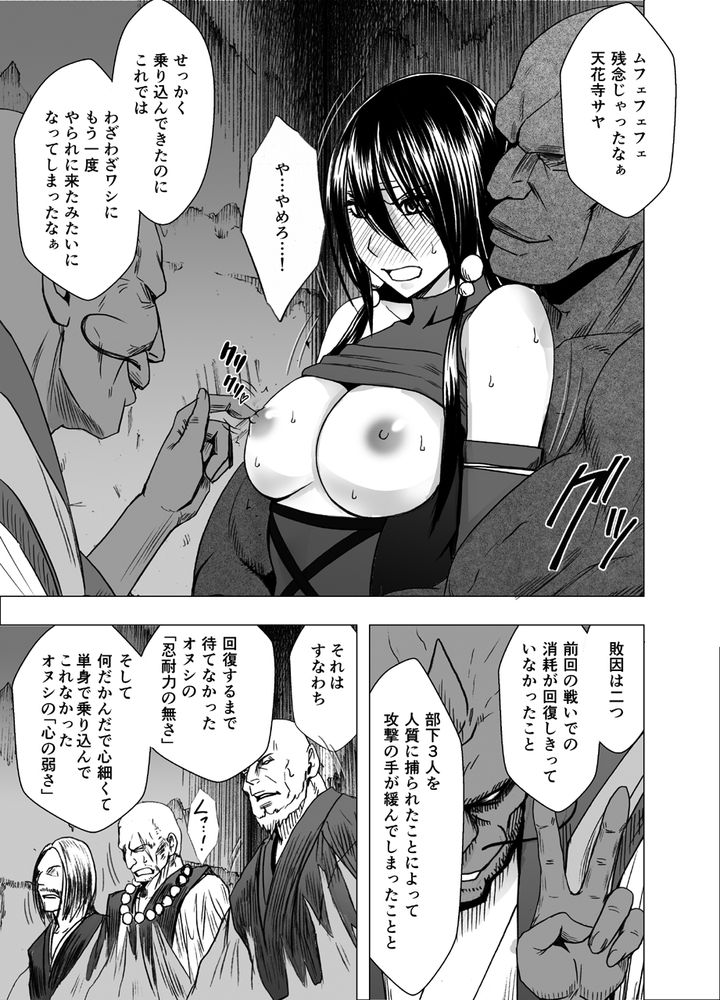 ムフェフェフェ
残念じゃったなぁ
天花寺サヤ
せっかく
乗り込んできたのに
これでは
わざわざワシに
もう一度
やられに来たみたいに
なってしまったなぁ
や…やめろ…!
クリ
クリ♡
グッ
敗因は二つ
前回の戦いでの
消耗が回復しきって
いなかったこと
部下3人を
人質に捕られたことによって
攻撃の手が緩んでしまったことと
それは
すなわち
回復するまで
待てなかった
オヌシの
「忍耐力の無さ」
そして
何だかんだで心細くて
単身で乗り込んで
これなかった
オヌシの「心の弱さ」